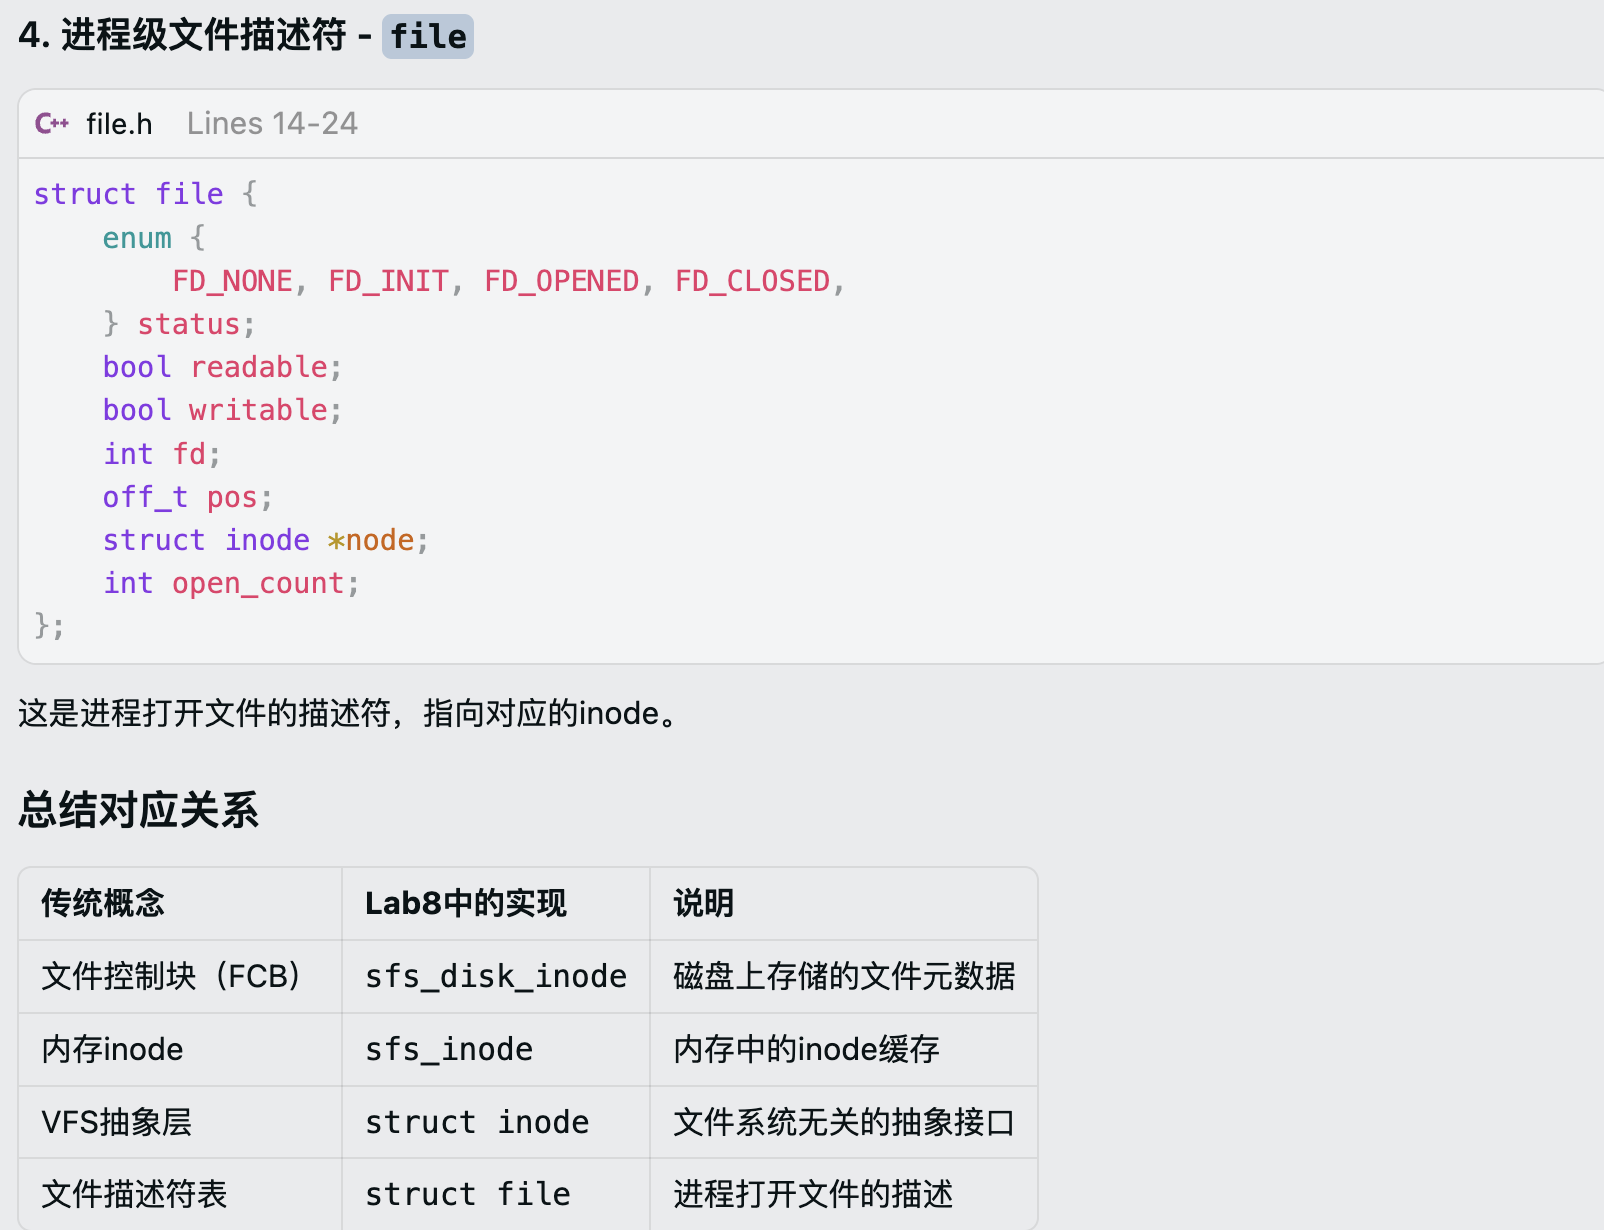 4. 进程级文件描述符 - file
C++ file.h Lines 14-24
struct file {
    enum {
        FD_NONE, FD_INIT, FD_OPENED, FD_CLOSED,
    } status;
    bool readable;
    bool writable;
    int fd;
    off_t pos;
    struct inode *node;
    int open_count;
};
这是进程打开文件的描述符，指向对应的inode。
总结对应关系
传统概念 Lab8中的实现 说明
文件控制块（FCB） sfs_disk_inode 磁盘上存储的文件元数据
内存inode sfs_inode 内存中的inode缓存
VFS抽象层 struct inode 文件系统无关的抽象接口
文件描述符表 struct file 进程打开文件的描述